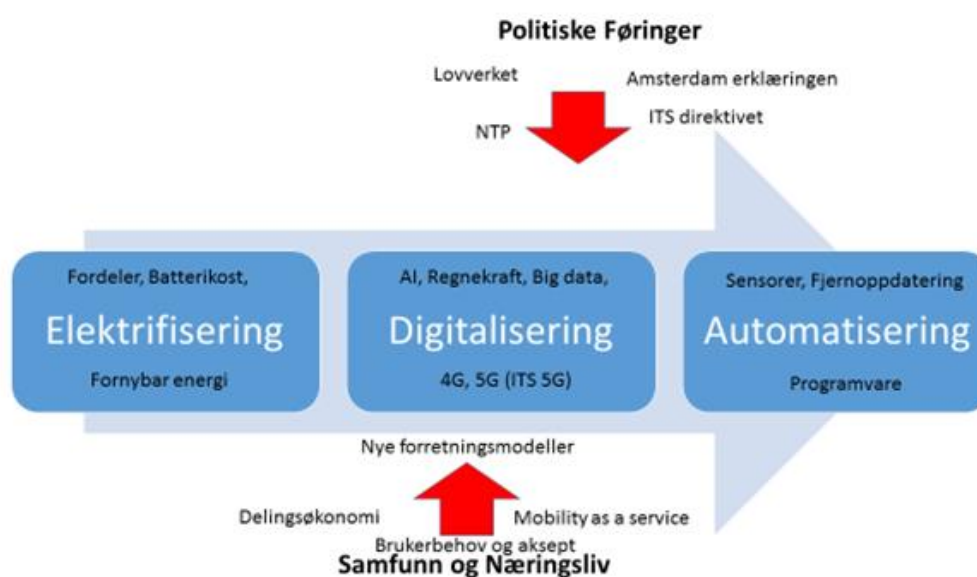 Politiske Føringer
Lovverket
Amsterdam erklæringen
NTP
ITS direktivet
Fordeler, Batterikost,
Elektrifisering
Fornybar energi
AI, Regnekraft, Big data,
Digitalisering
4G, 5G (ITS 5G)
Sensorer, Fjernoppdatering
Automatisering
Programvare
Nye forretningsmodeller
Delingsøkonomi
Mobility as a service
Brukerbehov og aksept
Samfunn og Næringsliv